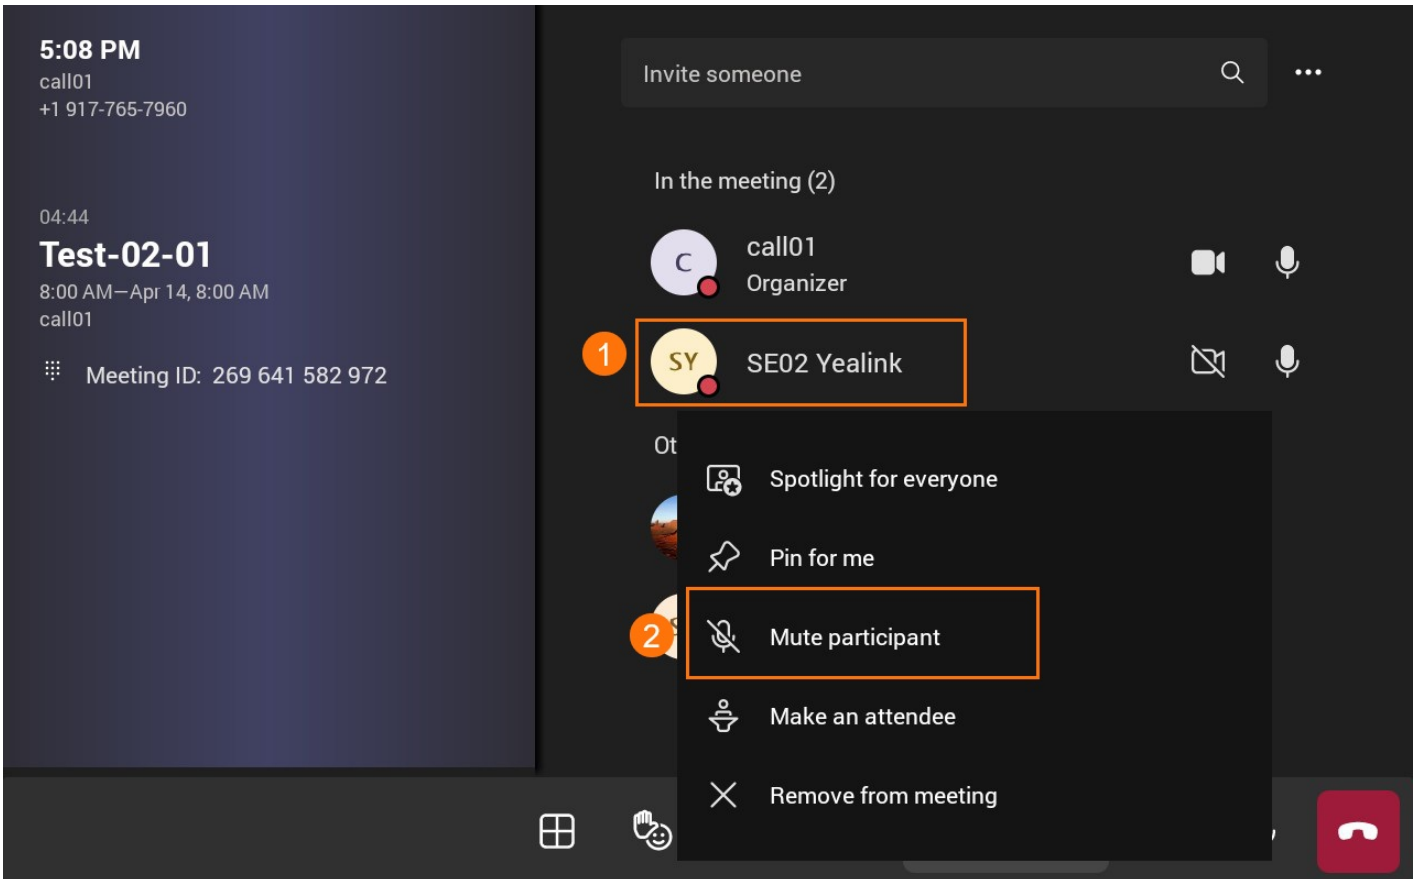 5:08 PM
call01
+1 917-765-7960
04:44
Test-02-01
8:00 AM—Apr 14, 8:00 AM
call01
Meeting ID: 269 641 582 972
Invite someone
In the meeting (2)
C
call01
Organizer
1
SY
SE02 Yealink
Ot
Spotlight for everyone
Pin for me
2
Mute participant
Make an attendee
Remove from meeting